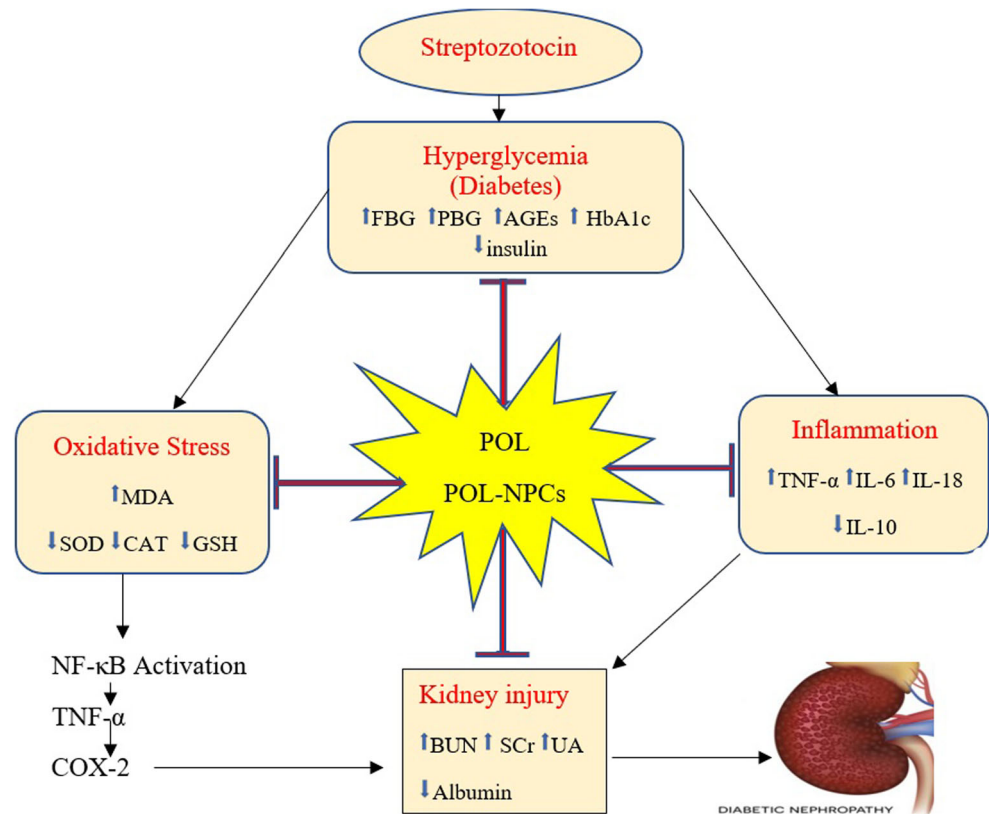 Streptozotocin
Hyperglycemia
(Diabetes)
↑FBG ↑PBG ↑AGEs ↑ HbA1c
↓insulin
Oxidative Stress
↑MDA
↓SOD ↓CAT ↓GSH
POL
POL-NPCs
Inflammation
↑TNF-α ↑IL-6 ↑IL-18
↓IL-10
NF-κB Activation
TNF-α
COX-2
Kidney injury
↑BUN ↑ SCr ↑UA
↓Albumin
DIABETIC NEPHROPATHY